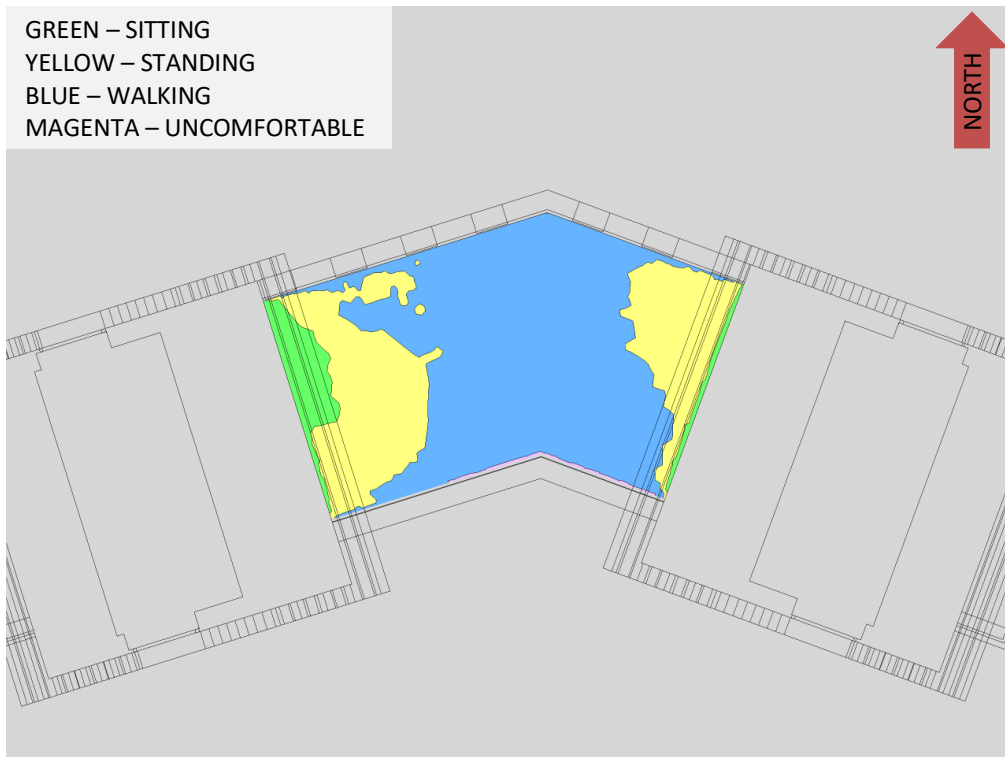 GREEN – SITTING
YELLOW – STANDING
BLUE – WALKING
MAGENTA – UNCOMFORTABLE
NORTH